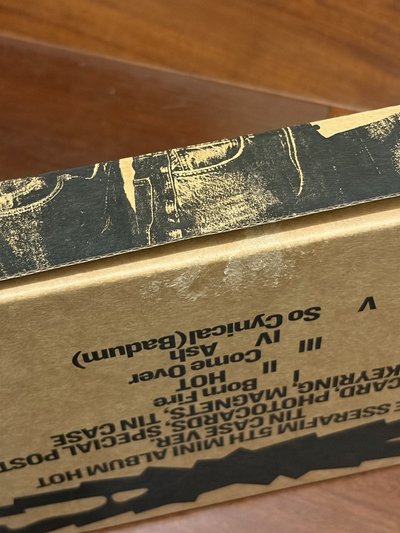 E SSERAFIM 5TH MINI ALBUM HOT
TIN CASE VER.
CARD, PHOTOCARDS, SPECIAL POST
KEYRING, MAGNETS, TIN CASE
I Born Fire
II HOT
III Come Over
IV Ash
V So Cynical (Badum)